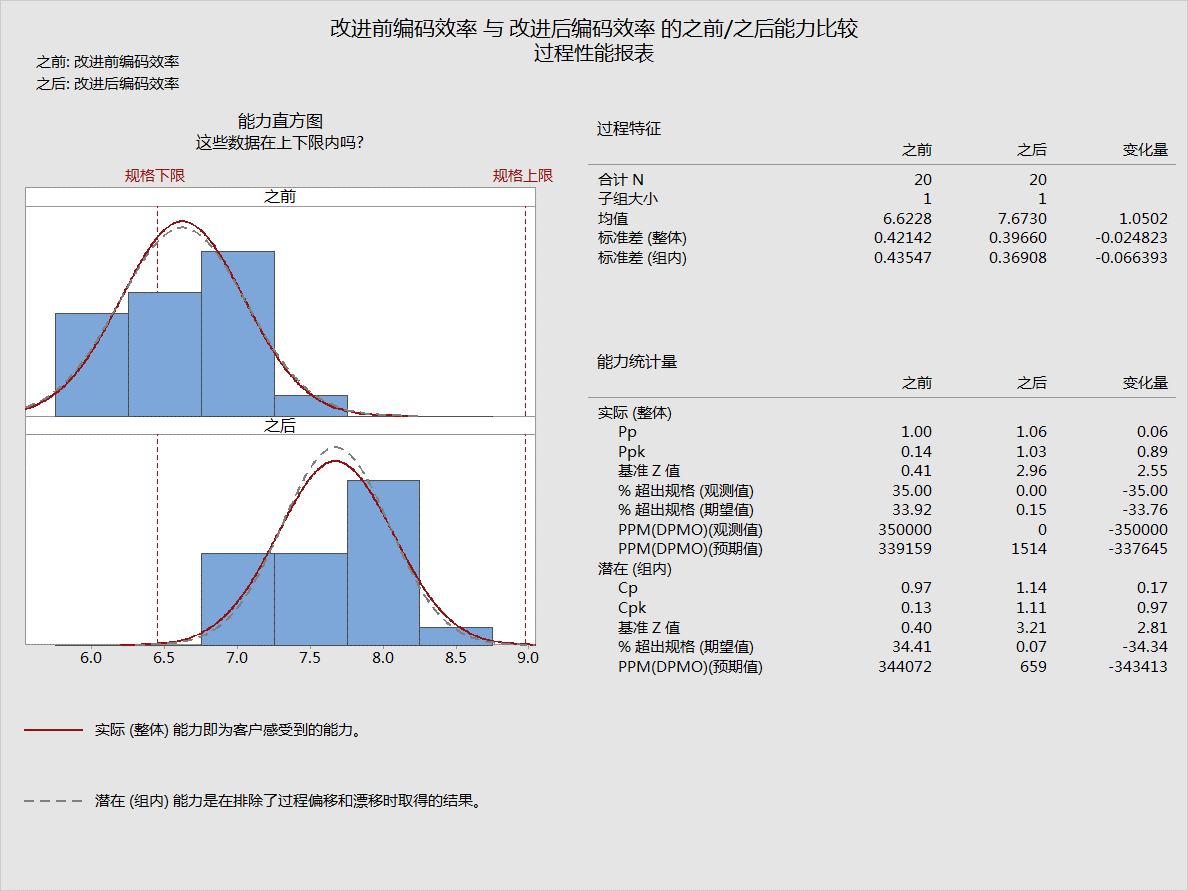 改进前编码效率 与 改进后编码效率 的之前/之后能力比较
过程性能报表
之前: 改进前编码效率
之后: 改进后编码效率
能力直方图
这些数据在上下限内吗?
规格下限 规格上限
之前
之后
6.0 6.5 7.0 7.5 8.0 8.5 9.0
实际 (整体) 能力即为客户感受到的能力。
潜在 (组内) 能力是在排除了过程偏移和漂移时取得的结果。
过程特征
之前 之后 变化量
合计 N 20 20
子组大小 1 1
均值 6.6228 7.6730 1.0502
标准差 (整体) 0.42142 0.39660 -0.024823
标准差 (组内) 0.43547 0.36908 -0.066393
能力统计量
之前 之后 变化量
实际 (整体)
Pp 1.00 1.06 0.06
Ppk 0.14 1.03 0.89
基准 Z 值 0.41 2.96 2.55
% 超出规格 (观测值) 35.00 0.00 -35.00
% 超出规格 (期望值) 33.92 0.15 -33.76
PPM(DPMO)(观测值) 350000 0 -350000
PPM(DPMO)(预期值) 339159 1514 -337645
潜在 (组内)
Cp 0.97 1.14 0.17
Cpk 0.13 1.11 0.97
基准 Z 值 0.40 3.21 2.81
% 超出规格 (期望值) 34.41 0.07 -34.34
PPM(DPMO)(预期值) 344072 659 -343413